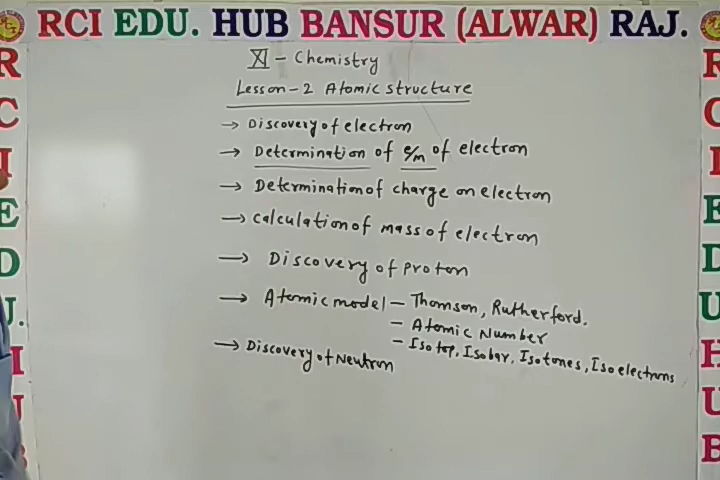 RCI EDU. HUB BANSUR (ALWAR) RAJ.
XI - Chemistry
Lesson-2 Atomic structure
→ Discovery of electron
→ Determination of e/m of electron
→ Determination of charge on electron
→ calculation of mass of electron
→ Discovery of proton
→ Atomic model - Thomson, Rutherford.
- Atomic Number
- Isotop, Isobar, Isotones, Isoelectrons
→ Discovery of Neutron
R
C
I
E
D
U.
H
U
B
R
C
I
E
D
U
H
U
B